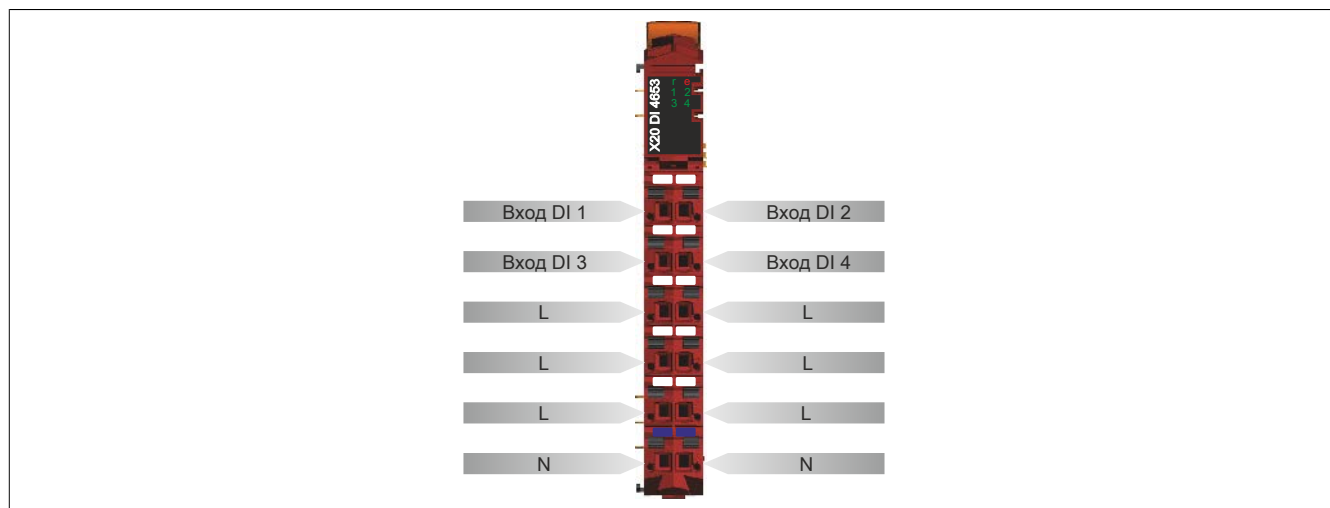 X20 DI 4653
r e
1 2
3 4
Вход DI 1
Вход DI 2
Вход DI 3
Вход DI 4
L
L
L
L
L
L
N
N